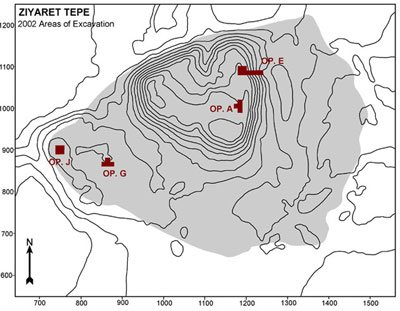 ZIYARET TEPE
2002 Areas of Excavation
1200
1100
1000
900
800
700
600
OP. E
OP. A
OP. J
OP. G
N
700
800
900
1000
1100
1200
1300
1400
1500